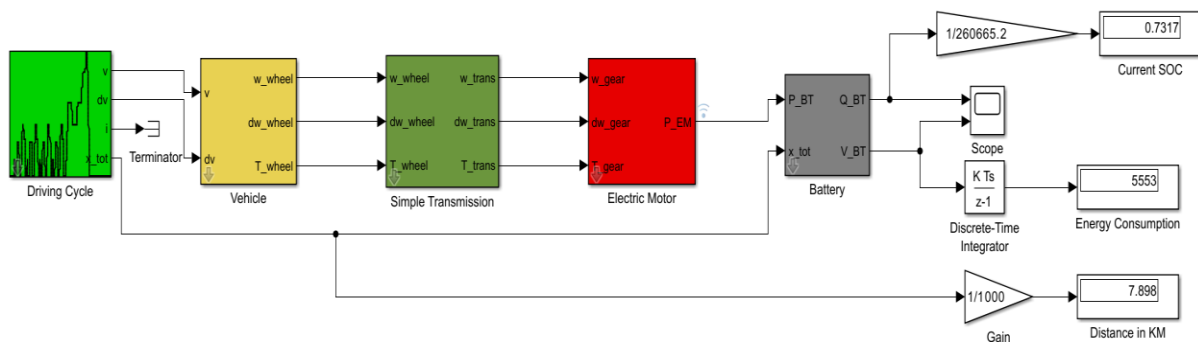 v
dv
i
x_tot
Driving Cycle
Terminator
v
dv
w_wheel
dw_wheel
T_wheel
Vehicle
w_wheel
dw_wheel
T_wheel
w_trans
dw_trans
T_trans
Simple Transmission
w_gear
dw_gear
T_gear
P_EM
Electric Motor
P_BT
x_tot
Q_BT
V_BT
Battery
1/260665.2
0.7317
Current SOC
Scope
K Ts
z-1
Discrete-Time
Integrator
5553
Energy Consumption
1/1000
Gain
7.898
Distance in KM